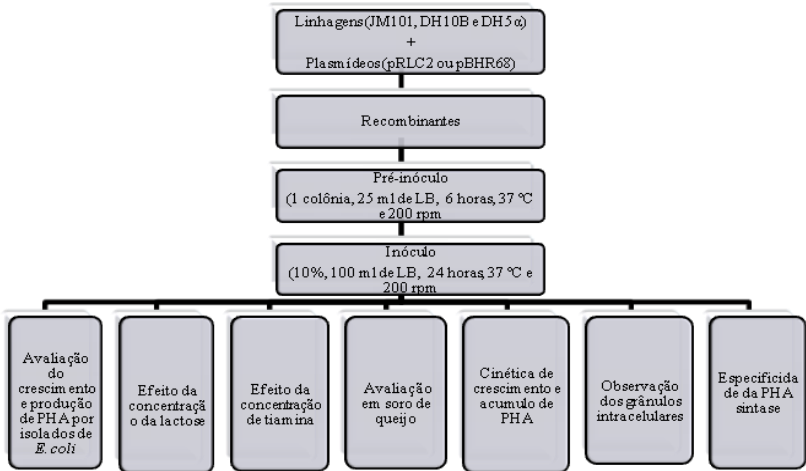 Linhagens(JM101, DH10B e DH5α)
+
Plasmídeos(pRLC2 ou pBHR68)
Recombinantes
Pré-inóculo
(1 colônia, 25 ml de LB, 6 horas, 37 ºC
e 200 rpm
Inóculo
(10%, 100 ml de LB, 24 horas, 37 ºC e
200 rpm
Avaliação
do
crescimento
e produção
de PHA por
isolados de
E. coli
Efeito da
concentraçã
o da lactose
Efeito da
concentração
de tiamina
Avaliação
em soro de
queijo
Cinética de
crescimento e
acumulo de
PHA
Observação
dos grânulos
intracelulares
Especificida
de da PHA
sintase